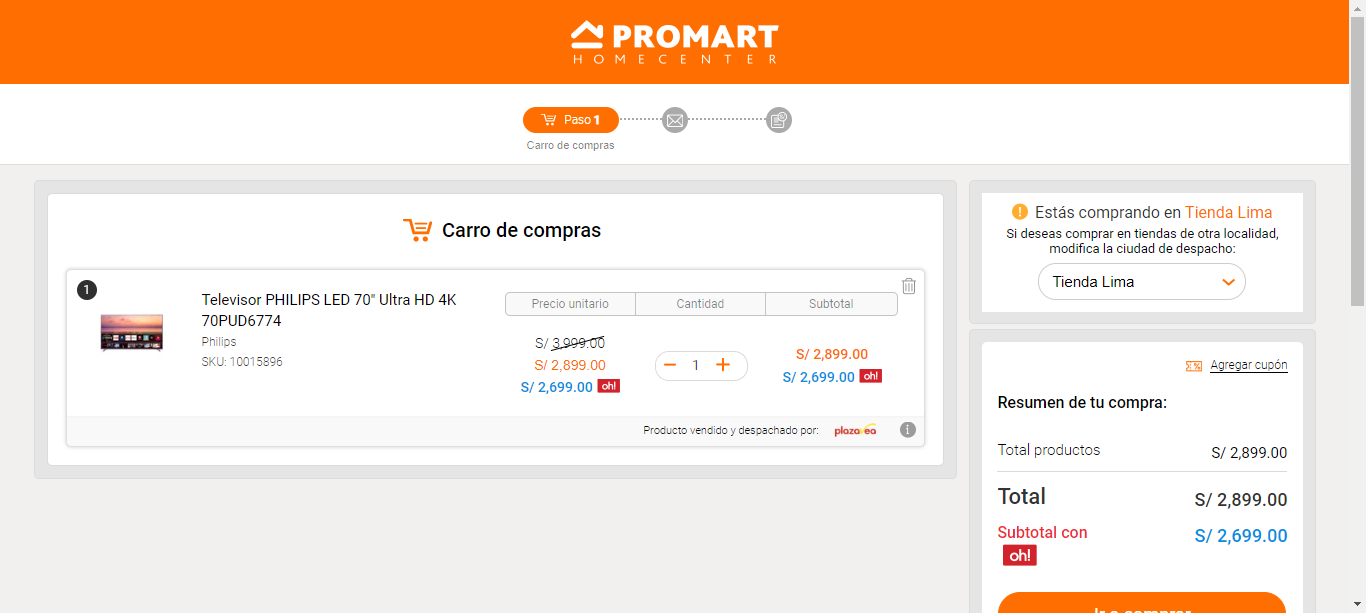 PROMART
HOMECENTER
Paso 1
Carro de compras
Carro de compras
1
Televisor PHILIPS LED 70" Ultra HD 4K
70PUD6774
Philips
SKU: 10015896
Precio unitario Cantidad Subtotal
S/ 3,999.00
S/ 2,899.00
S/ 2,699.00 oh!
1
S/ 2,899.00
S/ 2,699.00 oh!
Producto vendido y despachado por: plazavea
Estás comprando en Tienda Lima
Si deseas comprar en tiendas de otra localidad,
modifica la ciudad de despacho:
Tienda Lima
Agregar cupón
Resumen de tu compra:
Total productos S/ 2,899.00
Total S/ 2,899.00
Subtotal con S/ 2,699.00
oh!
Ir a comprar